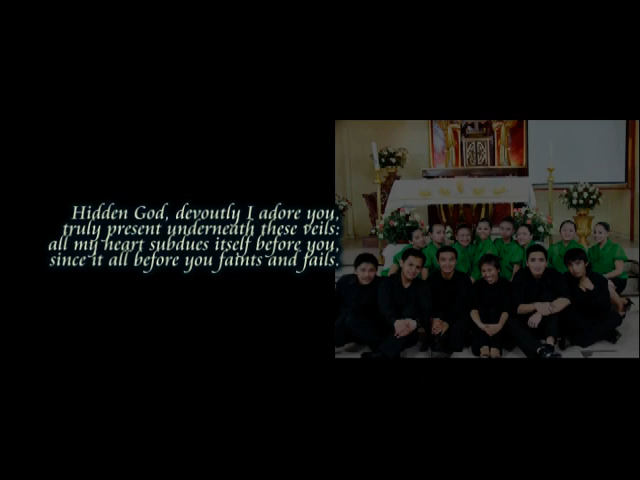 Hidden God, devoutly I adore you,
truly present underneath these veils:
all my heart subdues itself before you,
since it all before you faints and fails.